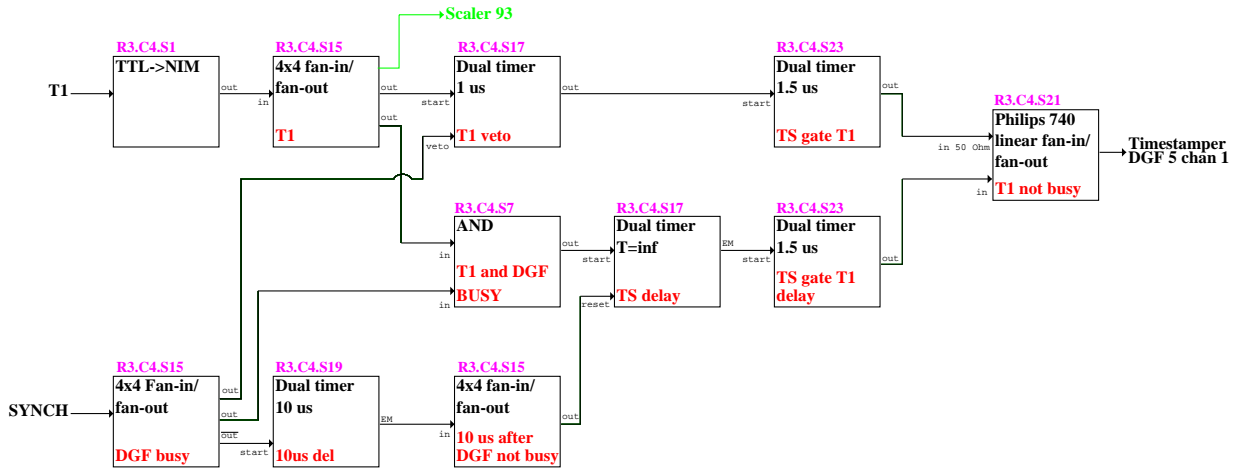 Scaler 93
R3.C4.S1
TTL->NIM
T1
out
in
R3.C4.S15
4x4 fan-in/
fan-out
T1
out
out
start
veto
R3.C4.S17
Dual timer
1 us
T1 veto
out
start
R3.C4.S23
Dual timer
1.5 us
TS gate T1
out
in 50 Ohm
in
R3.C4.S21
Philips 740
linear fan-in/
fan-out
T1 not busy
Timestamper
DGF 5 chan 1
R3.C4.S7
AND
T1 and DGF
BUSY
in
in
out
start
reset
R3.C4.S17
Dual timer
T=inf
TS delay
EM
start
R3.C4.S23
Dual timer
1.5 us
TS gate T1
delay
out
SYNCH
R3.C4.S15
4x4 Fan-in/
fan-out
DGF busy
out
out
out
start
R3.C4.S19
Dual timer
10 us
10us del
EM
in
R3.C4.S15
4x4 fan-in/
fan-out
10 us after
DGF not busy
out